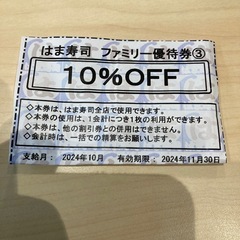 はま寿司 ファミリー 優待券③
10%OFF
◇本券は、はま寿司全店で使用できます。
◇本券の使用は、1会計につき1枚の利用ができます。
◇本券は、他の割引券との併用はできません。
◇会計時は、一括での精算をお願いします。
支給月： 2024年10月 有効期限： 2024年11月30日